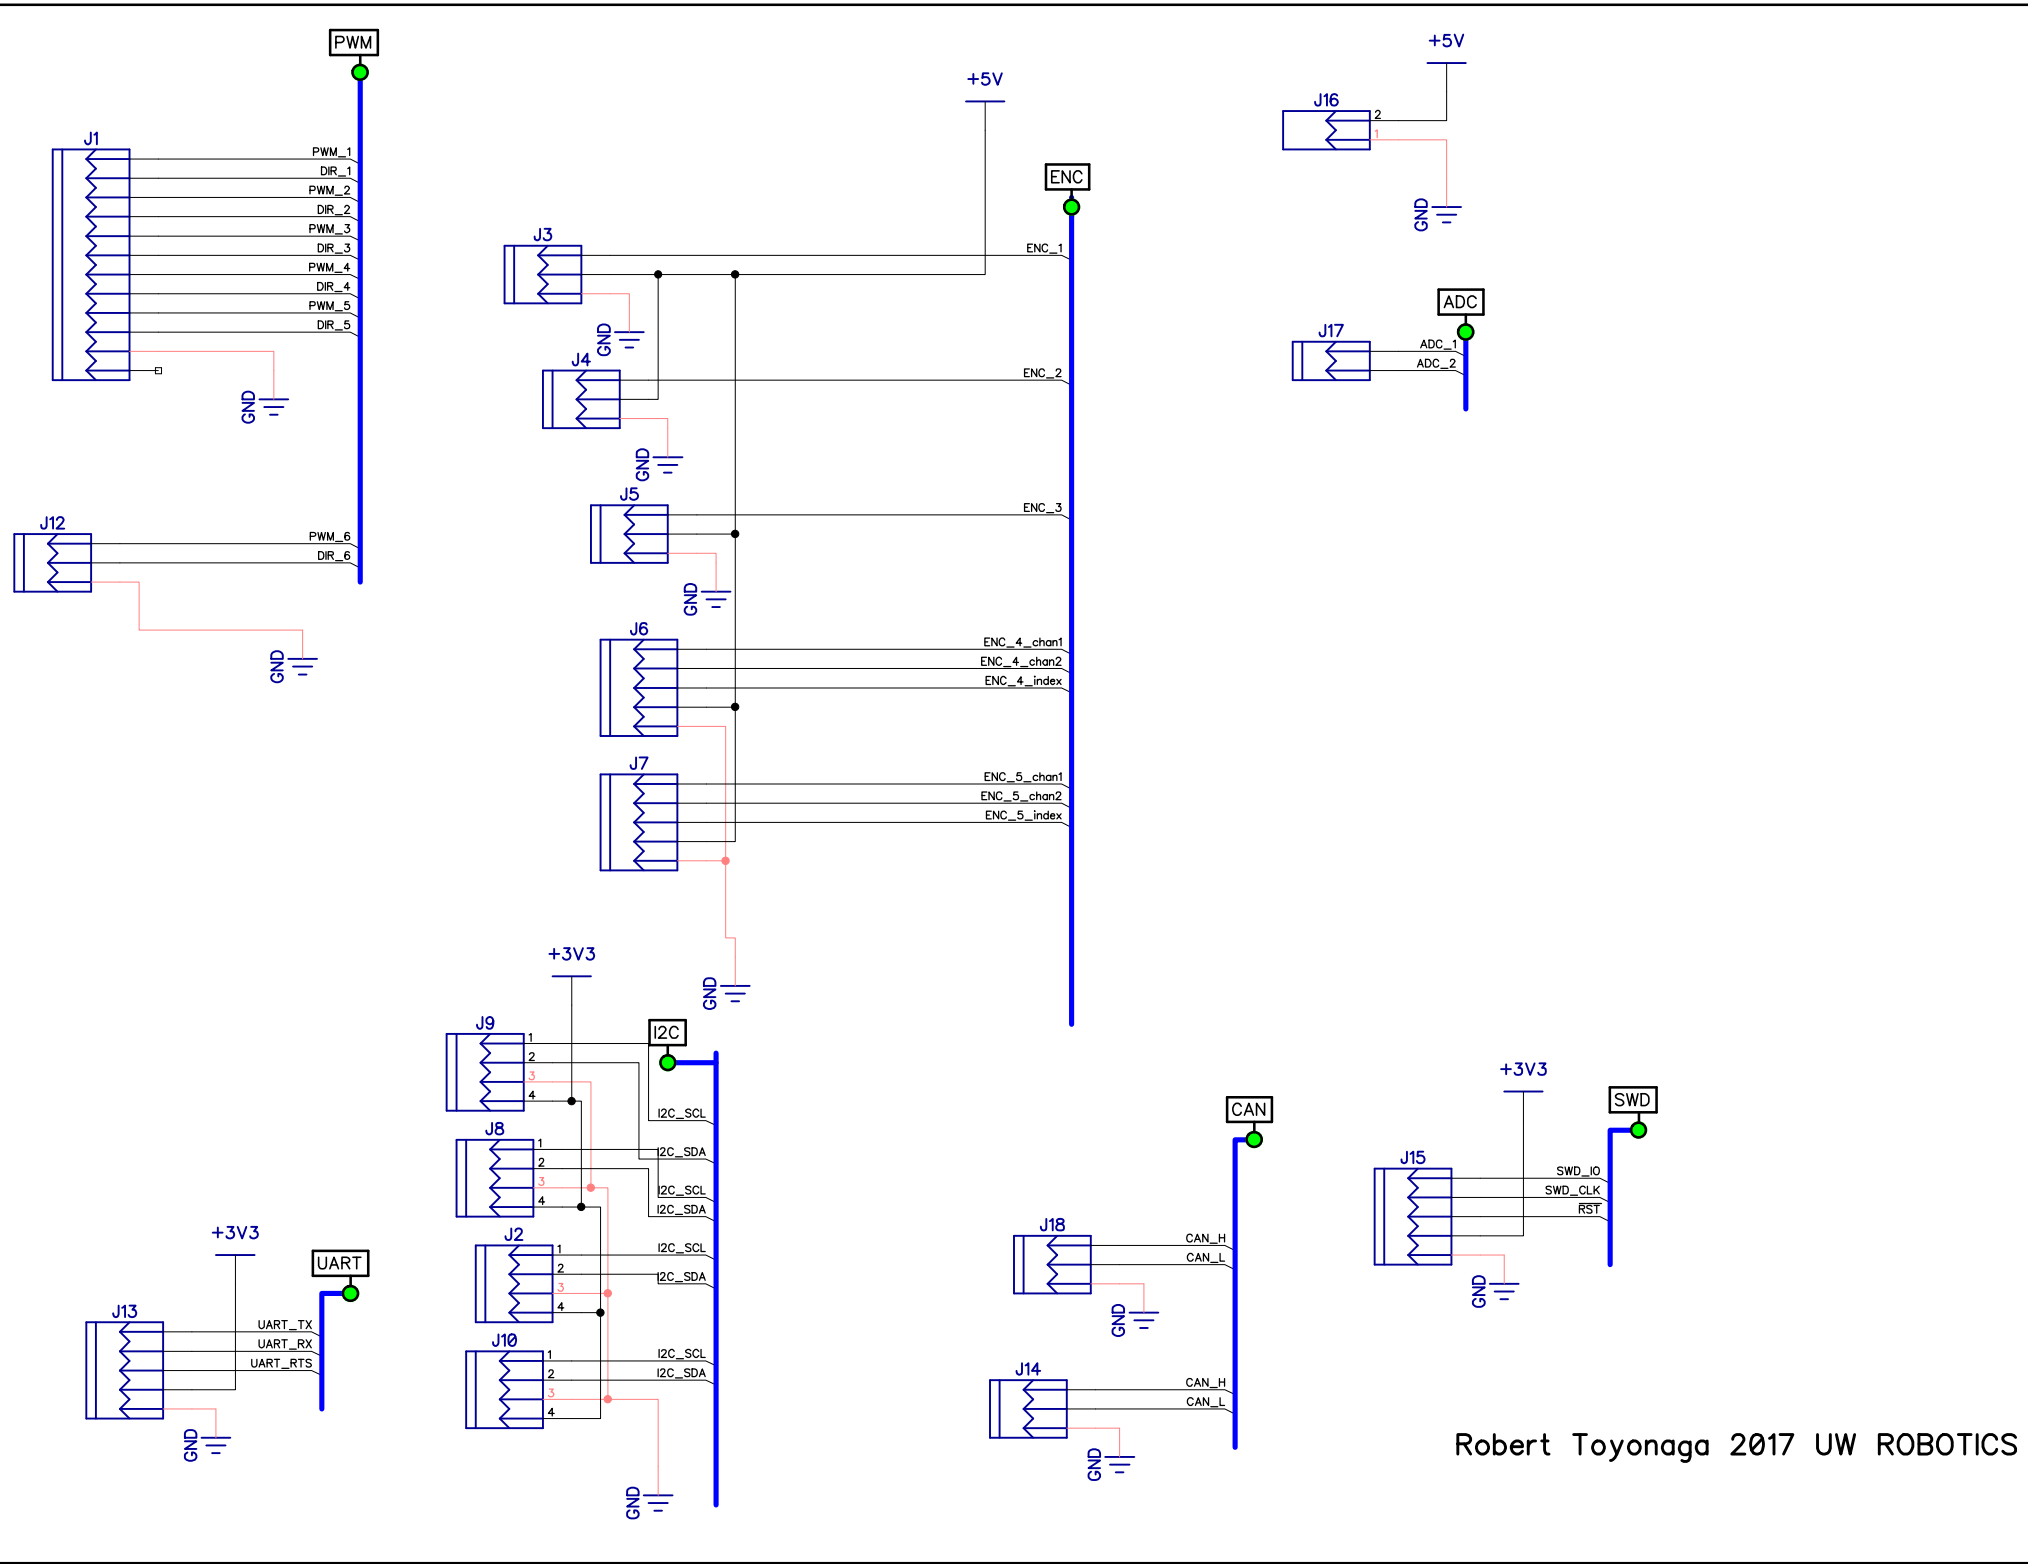 PWM
J1
PWM_1
DIR_1
PWM_2
DIR_2
PWM_3
DIR_3
PWM_4
DIR_4
PWM_5
DIR_5
GND
J12
PWM_6
DIR_6
GND
+5V
ENC
J3
ENC_1
GND
J4
ENC_2
GND
J5
ENC_3
GND
J6
ENC_4_chan1
ENC_4_chan2
ENC_4_index
J7
ENC_5_chan1
ENC_5_chan2
ENC_5_index
GND
+5V
J16
2
1
GND
ADC
J17
ADC_1
ADC_2
+3V3
I2C
J9
1
2
3
4
I2C_SCL
I2C_SDA
J8
1
2
3
4
I2C_SCL
I2C_SDA
J2
1
2
3
4
I2C_SCL
I2C_SDA
J10
1
2
3
4
I2C_SCL
I2C_SDA
GND
+3V3
UART
J13
UART_TX
UART_RX
UART_RTS
GND
CAN
J18
CAN_H
CAN_L
GND
J14
CAN_H
CAN_L
GND
+3V3
SWD
J15
SWD_IO
SWD_CLK
RST
GND
Robert Toyonaga 2017 UW ROBOTICS